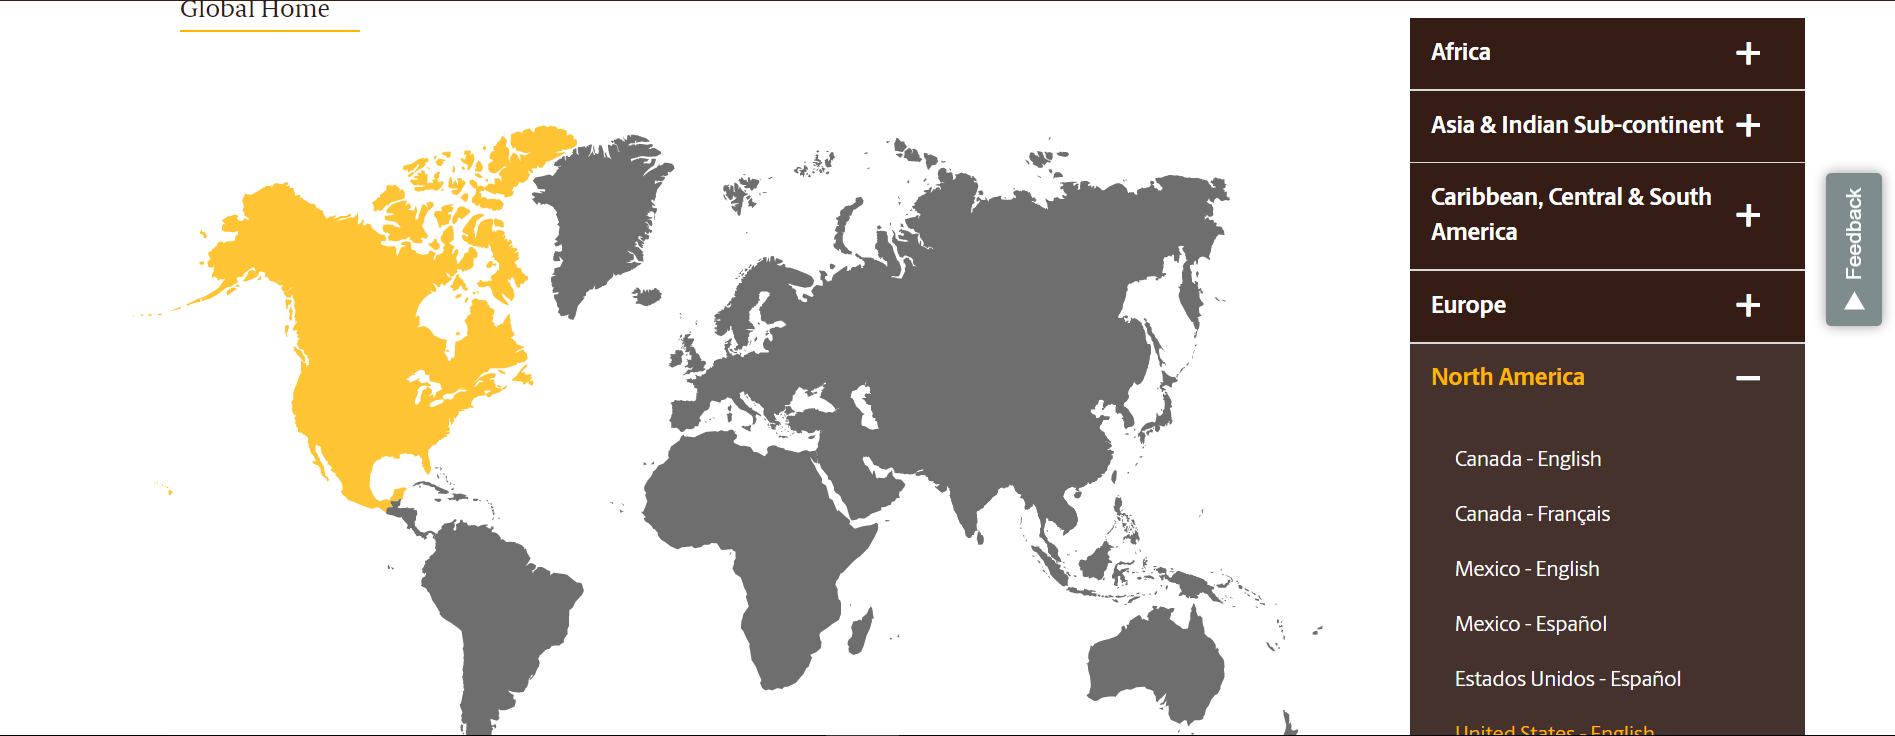 Global Home
Africa
Asia & Indian Sub-continent
Caribbean, Central & South
America
Europe
North America
Canada - English
Canada - Français
Mexico - English
Mexico - Español
Estados Unidos - Español
United States - English
Feedback